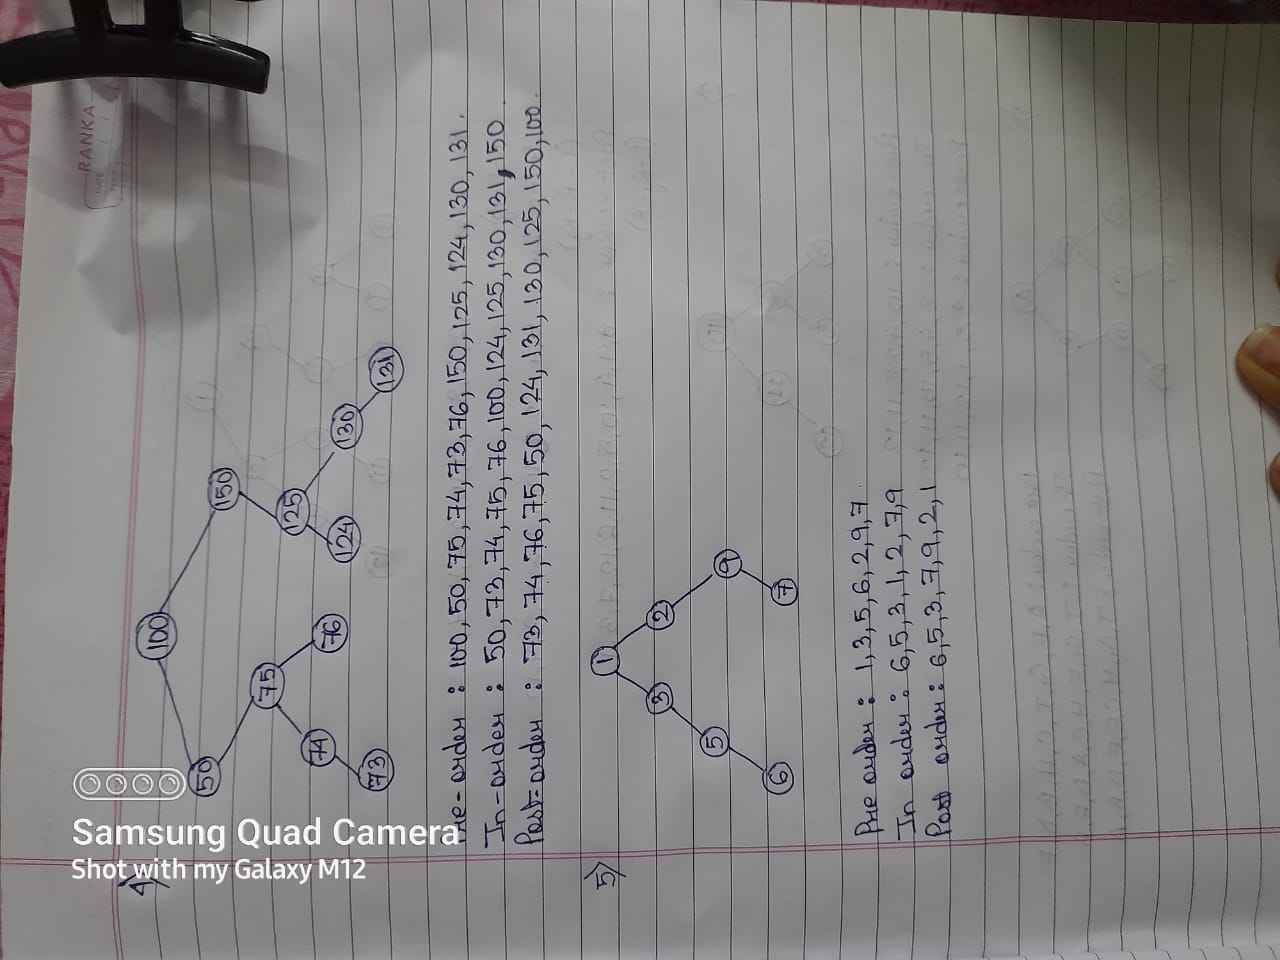 RANKA
4)
100
50
150
75
125
74
76
124
130
73
131
Pre-order : 100, 50, 75, 74, 73, 76, 150, 125, 124, 130, 131.
In-order : 50, 73, 74, 75, 76, 100, 124, 125, 130, 131, 150
Post-order : 73, 74, 76, 75, 50, 124, 131, 130, 125, 150, 100.
5)
1
3
2
5
9
6
7
Pre order : 1, 3, 5, 6, 2, 9, 7.
In order : 6, 5, 3, 1, 2, 7, 9
Post order : 6, 5, 3, 7, 9, 2, 1
Samsung Quad Camera
Shot with my Galaxy M12